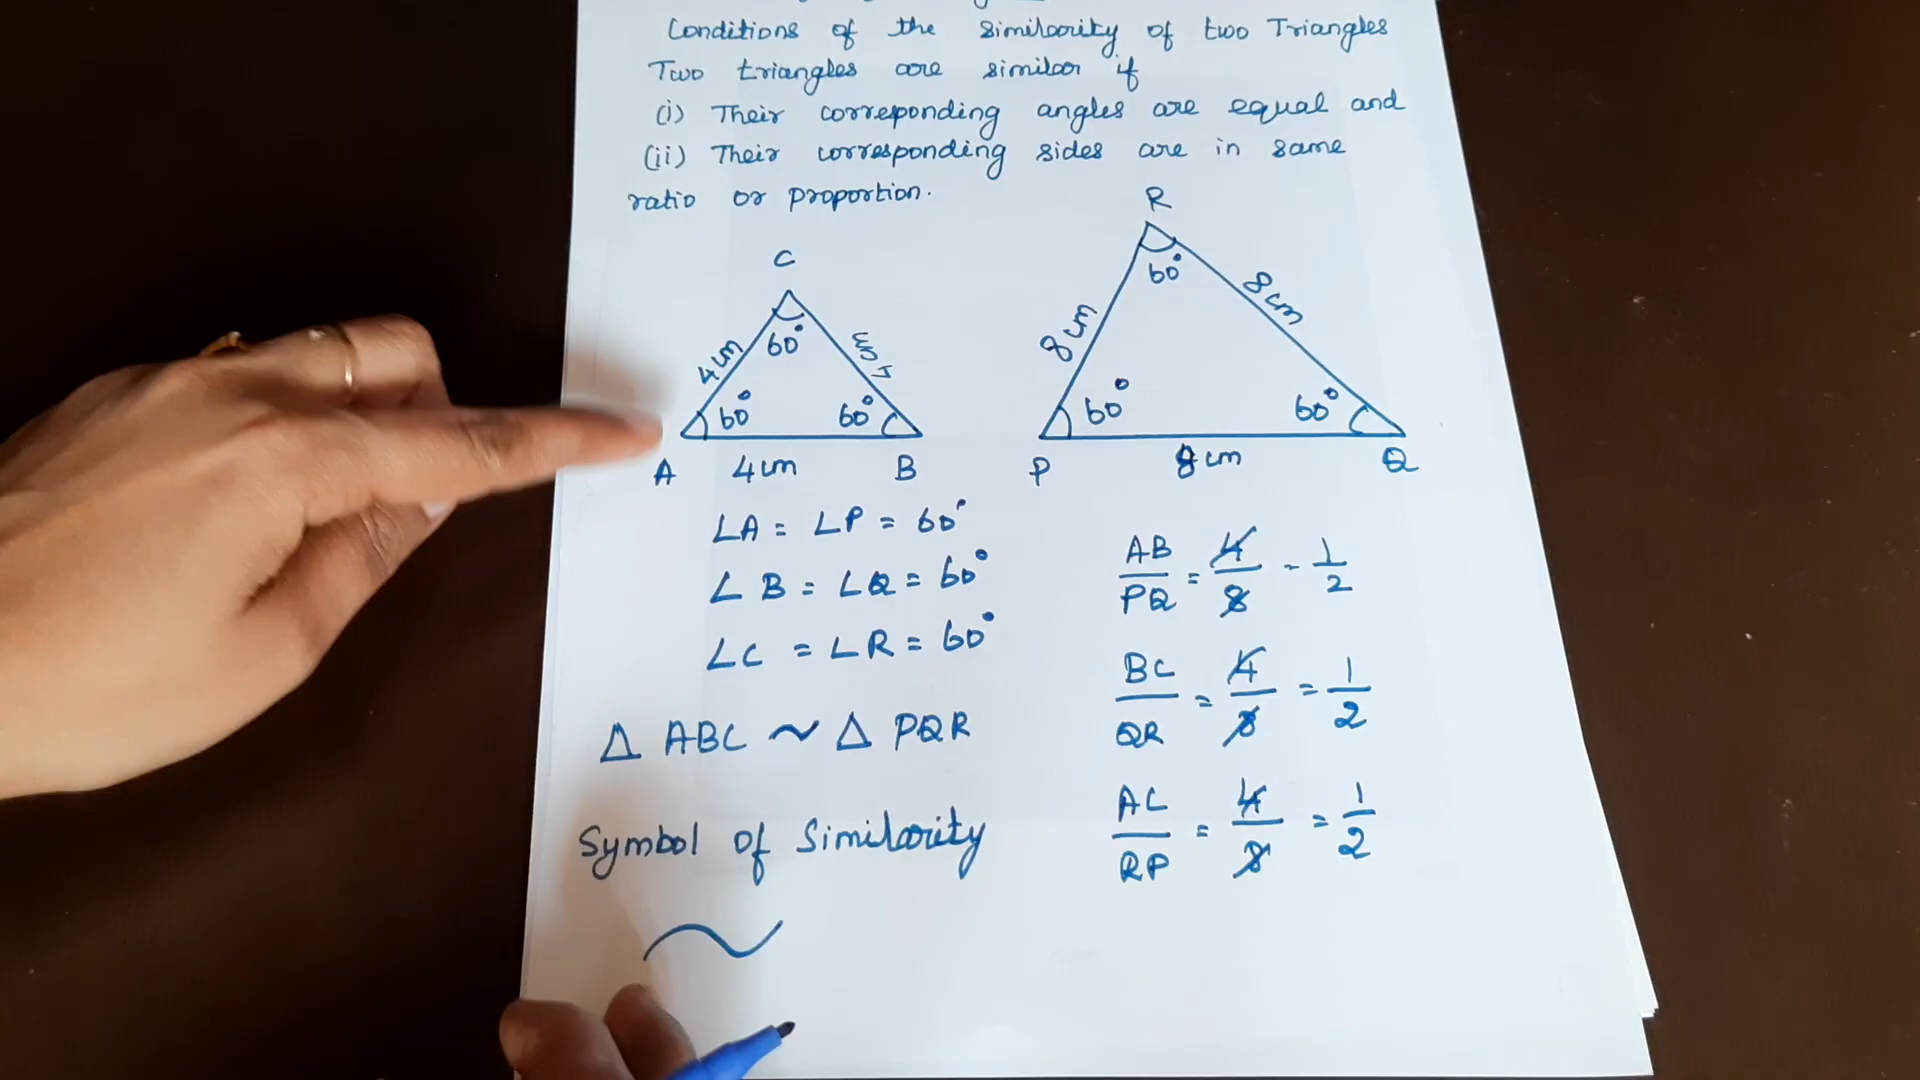 Conditions of the similarity of two Triangles
Two triangles are similar if
(i) Their corresponding angles are equal and
(ii) Their corresponding sides are in same
ratio or proportion.
C
60°
4cm
4cm
60°
60°
A
4cm
B
R
60°
8cm
8cm
60°
60°
P
8cm
Q
∠A = ∠P = 60°
∠B = ∠Q = 60°
∠C = ∠R = 60°
△ ABC ~ △ PQR
Symbol of Similarity
~
AB/PQ = 4/8 - 1/2
BC/QR = 4/8 = 1/2
AC/RP = 4/8 = 1/2